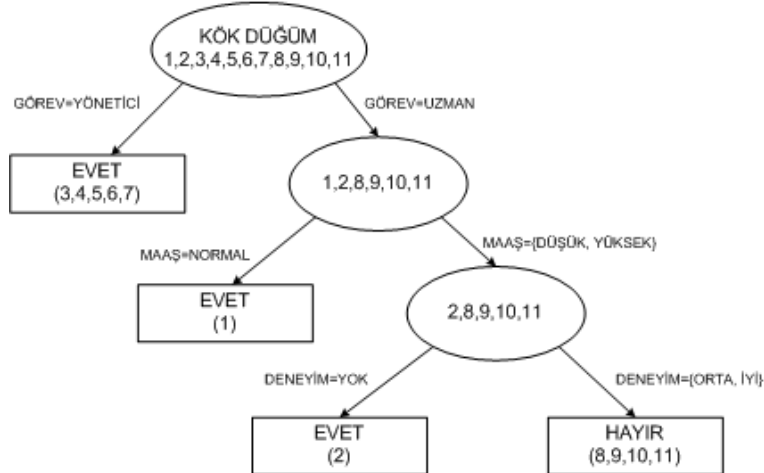 KÖK DÜĞÜM
1,2,3,4,5,6,7,8,9,10,11
GÖREV=YÖNETİCİ
GÖREV=UZMAN
EVET
(3,4,5,6,7)
1,2,8,9,10,11
MAAŞ=NORMAL
MAAŞ={DÜŞÜK, YÜKSEK}
EVET
(1)
2,8,9,10,11
DENEYİM=YOK
DENEYİM={ORTA, İYİ}
EVET
(2)
HAYIR
(8,9,10,11)